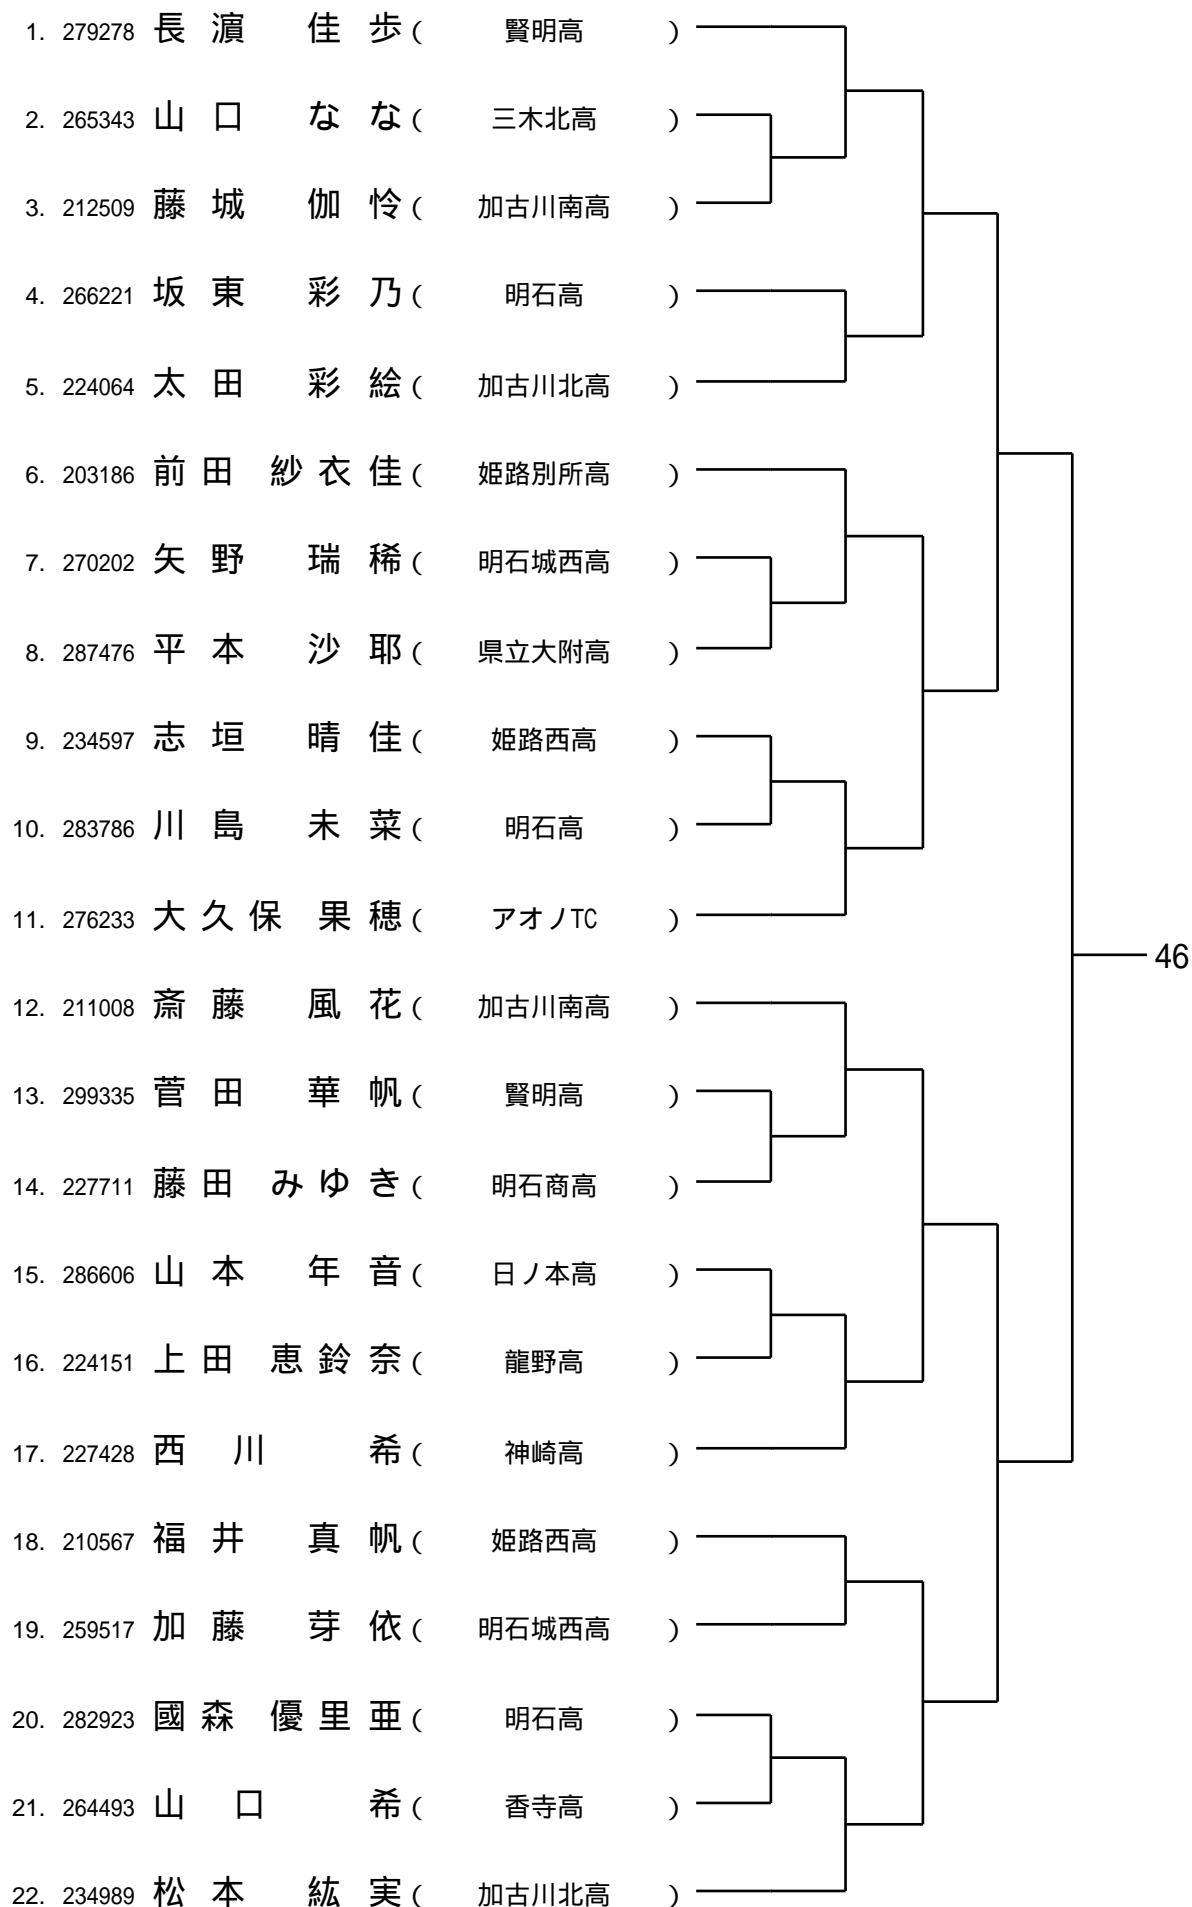 1. 279278 長濵 佳歩 ( 賢明高 )
2. 265343 山口 なな ( 三木北高 )
3. 212509 藤城 伽怜 ( 加古川南高 )
4. 266221 坂東 彩乃 ( 明石高 )
5. 224064 太田 彩絵 ( 加古川北高 )
6. 203186 前田 紗衣佳 ( 姫路別所高 )
7. 270202 矢野 瑞稀 ( 明石城西高 )
8. 287476 平本 沙耶 ( 県立大附高 )
9. 234597 志垣 晴佳 ( 姫路西高 )
10. 283786 川島 未菜 ( 明石高 )
11. 276233 大久保 果穂 ( アオノTC )
46
12. 211008 斎藤 風花 ( 加古川南高 )
13. 299335 菅田 華帆 ( 賢明高 )
14. 227711 藤田 みゆき ( 明石商高 )
15. 286606 山本 年音 ( 日ノ本高 )
16. 224151 上田 恵鈴奈 ( 龍野高 )
17. 227428 西川 希 ( 神崎高 )
18. 210567 福井 真帆 ( 姫路西高 )
19. 259517 加藤 芽依 ( 明石城西高 )
20. 282923 國森 優里亜 ( 明石高 )
21. 264493 山口 希 ( 香寺高 )
22. 234989 松本 紘実 ( 加古川北高 )